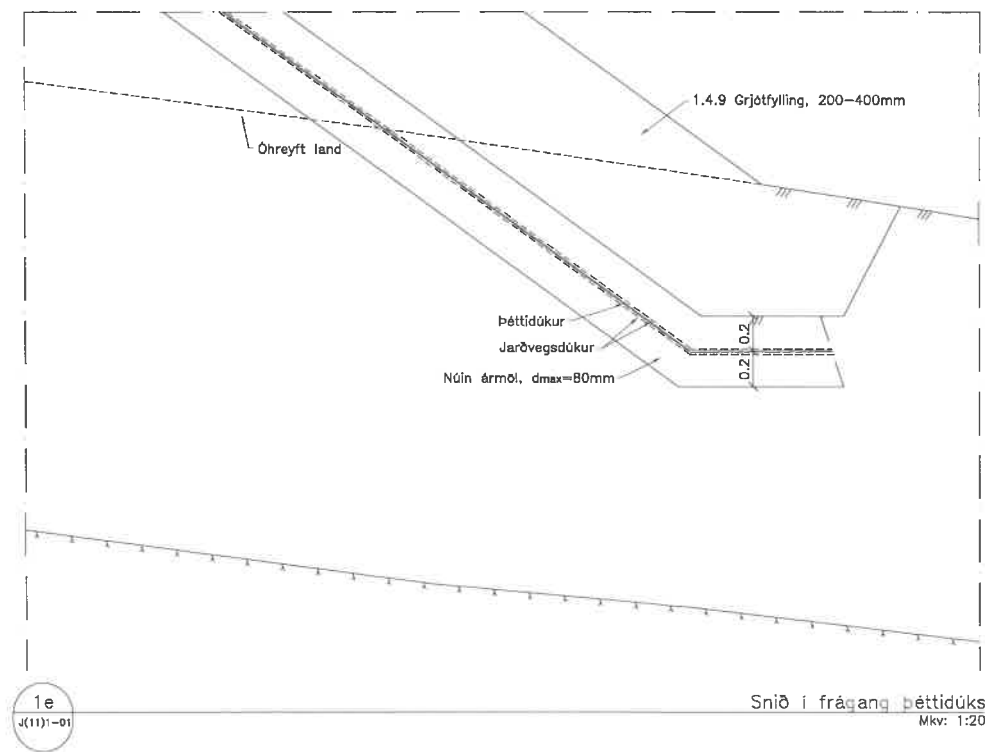 1.4.9 Grjótfylling, 200-400mm
Óhreyft land
Þéttidúkur
Jarðvegsdúkur
Núin ármöl, dmax=80mm
0.2
0.2
1e
J(11)1-01
Snið í frágang þéttidúks
Mkv: 1:20